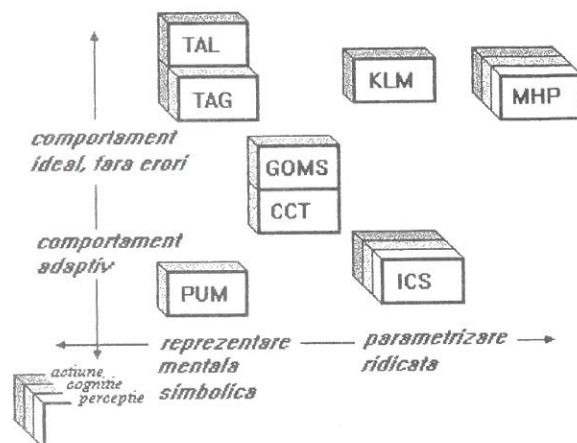 TAL
TAG
KLM
MHP
comportament
ideal, fara erori
GOMS
CCT
comportament
adaptiv
PUM
ICS
reprezentare
mentala
simbolica
parametrizare
ridicata
actiune
cognitie
perceptie